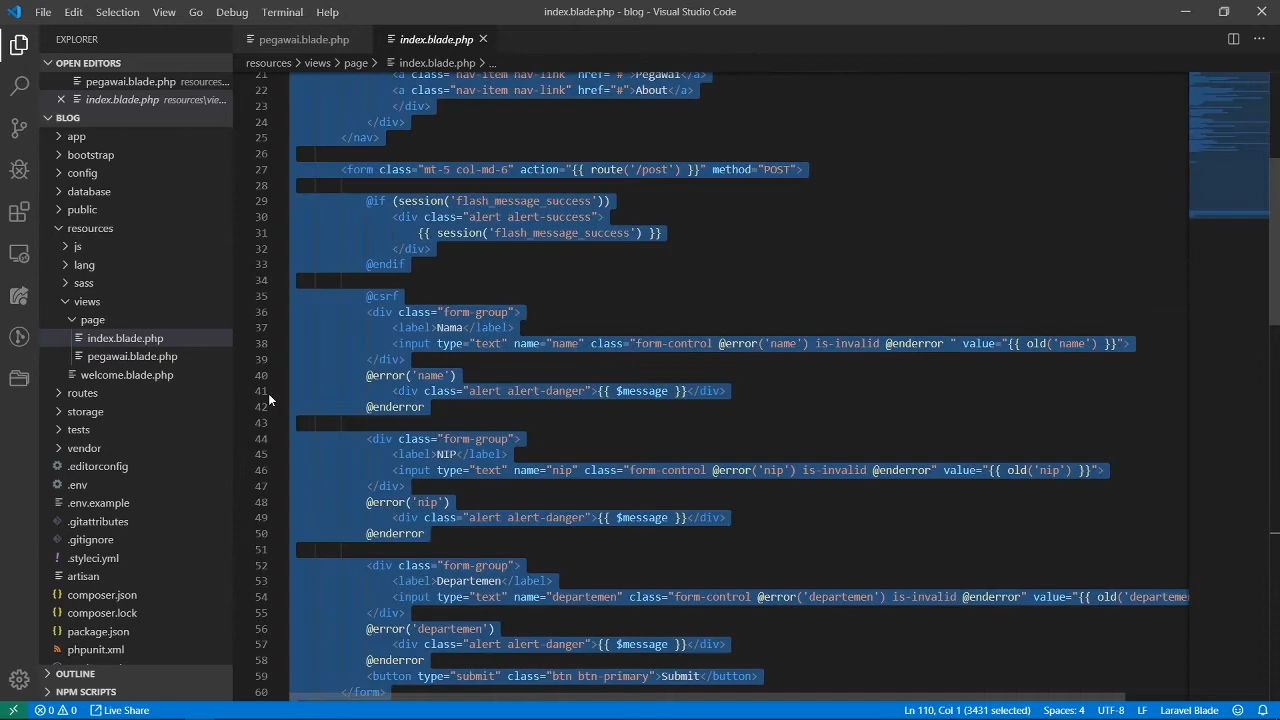 File Edit Selection View Go Debug Terminal Help
index.blade.php - blog - Visual Studio Code
EXPLORER
OPEN EDITORS
pegawai.blade.php resources...
index.blade.php resources\vie...
BLOG
app
bootstrap
config
database
public
resources
js
lang
sass
views
page
index.blade.php
pegawai.blade.php
welcome.blade.php
routes
storage
tests
vendor
.editorconfig
.env
.env.example
.gitattributes
.gitignore
.styleci.yml
artisan
composer.json
composer.lock
package.json
phpunit.xml
OUTLINE
NPM SCRIPTS
pegawai.blade.php
index.blade.php
resources > views > page > index.blade.php > ...
21 <a class="nav-item nav-link" href="#">Pegawai</a>
22 <a class="nav-item nav-link" href="#">About</a>
23 </div>
24 </div>
25 </nav>
26
27 <form class="mt-5 col-md-6" action="{{ route('/post') }}" method="POST">
28
29 @if (session('flash_message_success'))
30 <div class="alert alert-success">
31 {{ session('flash_message_success') }}
32 </div>
33 @endif
34
35 @csrf
36 <div class="form-group">
37 <label>Nama</label>
38 <input type="text" name="name" class="form-control @error('name') is-invalid @enderror " value="{{ old('name') }}">
39 </div>
40 @error('name')
41 <div class="alert alert-danger">{{ $message }}</div>
42 @enderror
43
44 <div class="form-group">
45 <label>NIP</label>
46 <input type="text" name="nip" class="form-control @error('nip') is-invalid @enderror" value="{{ old('nip') }}">
47 </div>
48 @error('nip')
49 <div class="alert alert-danger">{{ $message }}</div>
50 @enderror
51
52 <div class="form-group">
53 <label>Departemen</label>
54 <input type="text" name="departemen" class="form-control @error('departemen') is-invalid @enderror" value="{{ old('departeme
55 </div>
56 @error('departemen')
57 <div class="alert alert-danger">{{ $message }}</div>
58 @enderror
59 <button type="submit" class="btn btn-primary">Submit</button>
60 </form>
0 0 Live Share
Ln 110, Col 1 (3431 selected) Spaces: 4 UTF-8 LF Laravel Blade